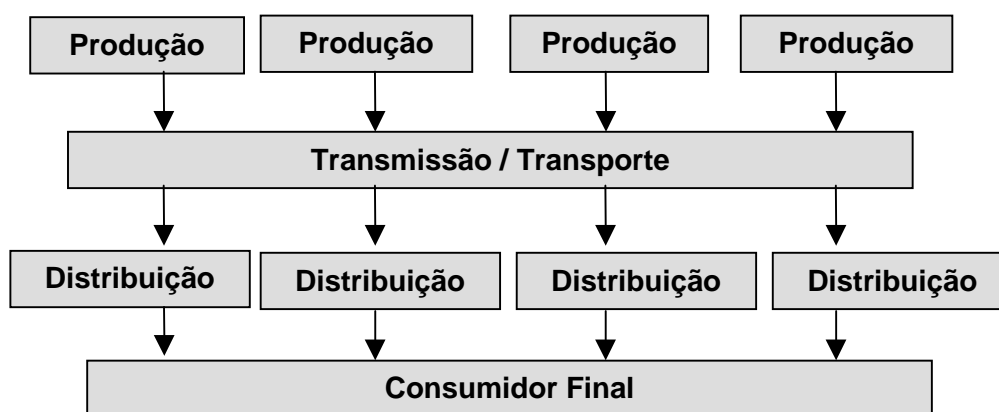 Produção
Produção
Produção
Produção
Transmissão / Transporte
Distribuição
Distribuição
Distribuição
Distribuição
Consumidor Final